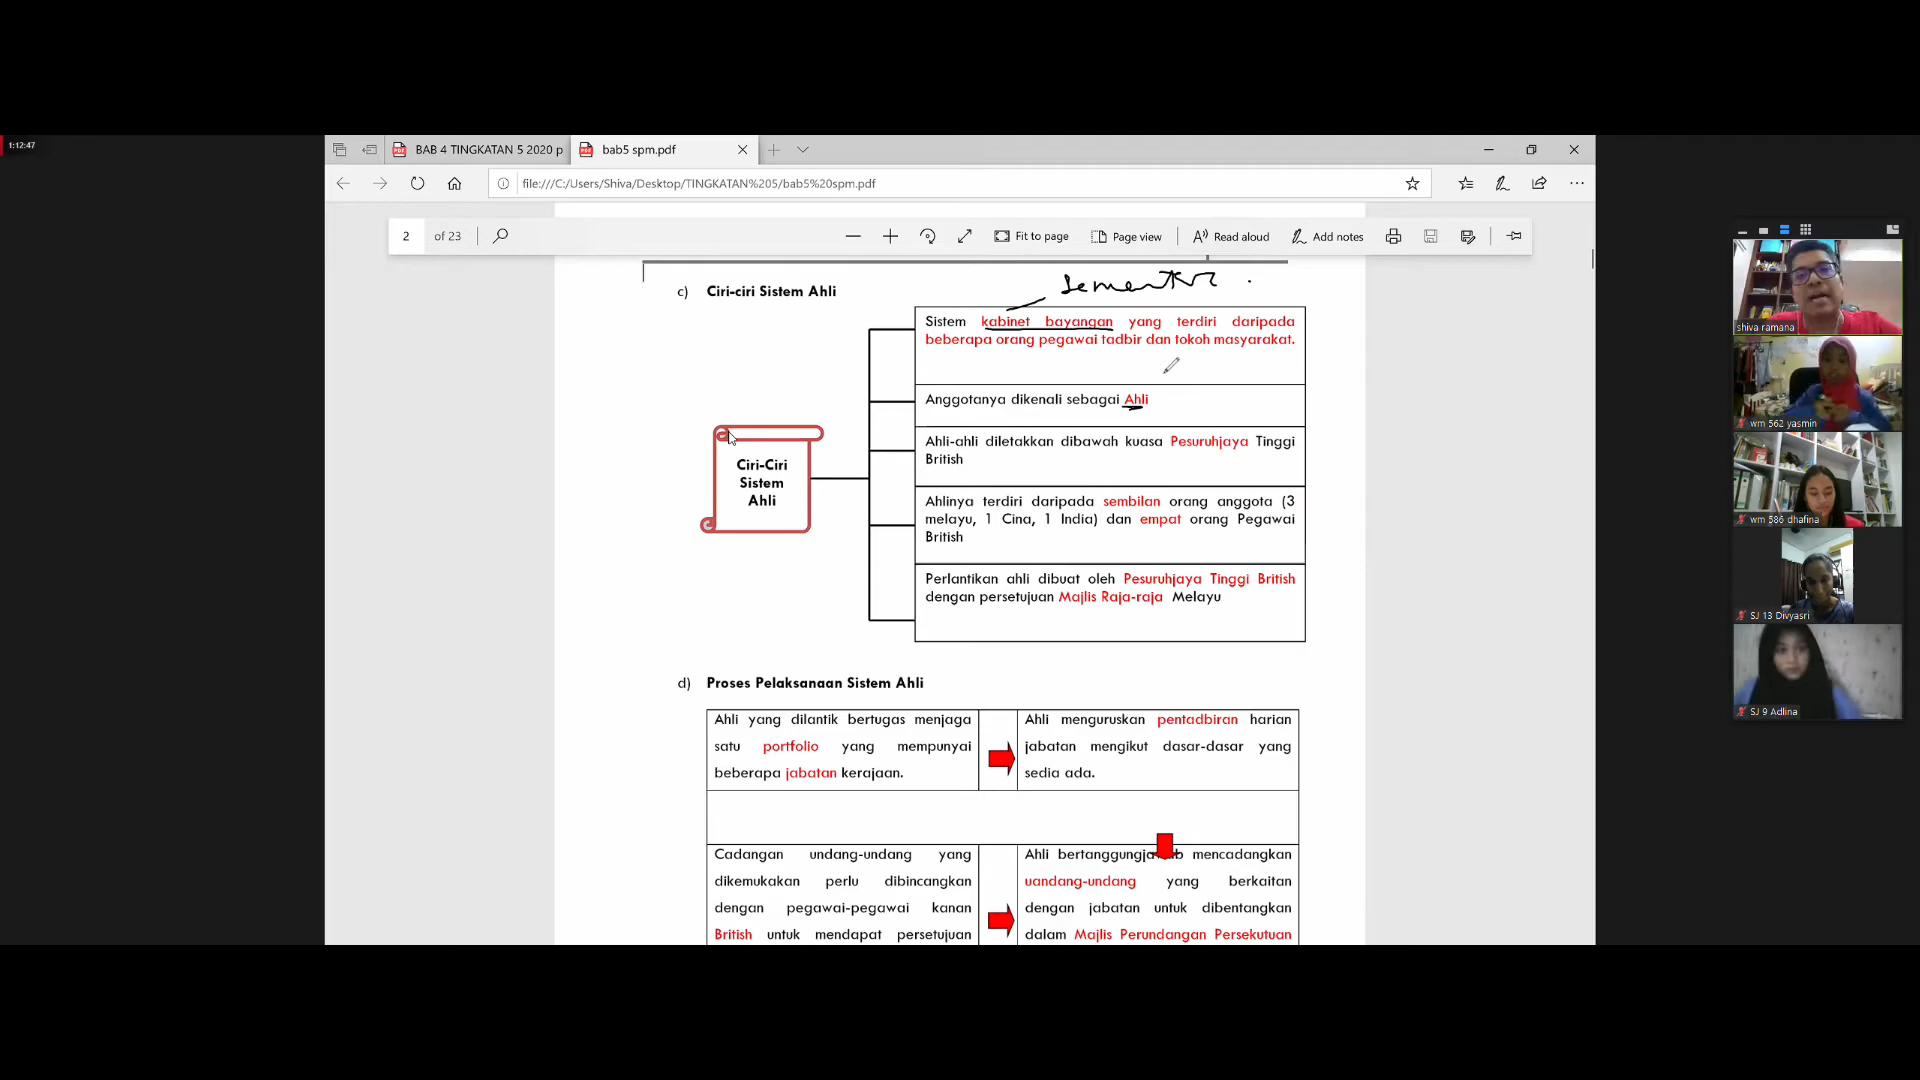 1:12:47
BAB 4 TINGKATAN 5 2020 p
bab5 spm.pdf
file:///C:/Users/Shiva/Desktop/TINGKATAN%205/bab5%20spm.pdf
2 of 23
Fit to page
Page view
Read aloud
Add notes
c) Ciri-ciri Sistem Ahli
Sistem kabinet bayangan yang terdiri daripada
beberapa orang pegawai tadbir dan tokoh masyarakat.
Anggotanya dikenali sebagai Ahli
Ahli-ahli diletakkan dibawah kuasa Pesuruhjaya Tinggi
British
Ciri-Ciri
Sistem
Ahli
Ahlinya terdiri daripada sembilan orang anggota (3
melayu, 1 Cina, 1 India) dan empat orang Pegawai
British
Perlantikan ahli dibuat oleh Pesuruhjaya Tinggi British
dengan persetujuan Majlis Raja-raja Melayu
d) Proses Pelaksanaan Sistem Ahli
Ahli yang dilantik bertugas menjaga
satu portfolio yang mempunyai
beberapa jabatan kerajaan.
Ahli menguruskan pentadbiran harian
jabatan mengikut dasar-dasar yang
sedia ada.
Cadangan undang-undang yang
dikemukakan perlu dibincangkan
dengan pegawai-pegawai kanan
British untuk mendapat persetujuan
Ahli mencadangkan
uandang-undang yang berkaitan
dengan jabatan untuk dibentangkan
dalam Majlis Perundangan Persekutuan
shiva ramana
wm 562 yasmin
wm 586 dhafina
SJ 13 Divyasri
SJ 9 Adlina